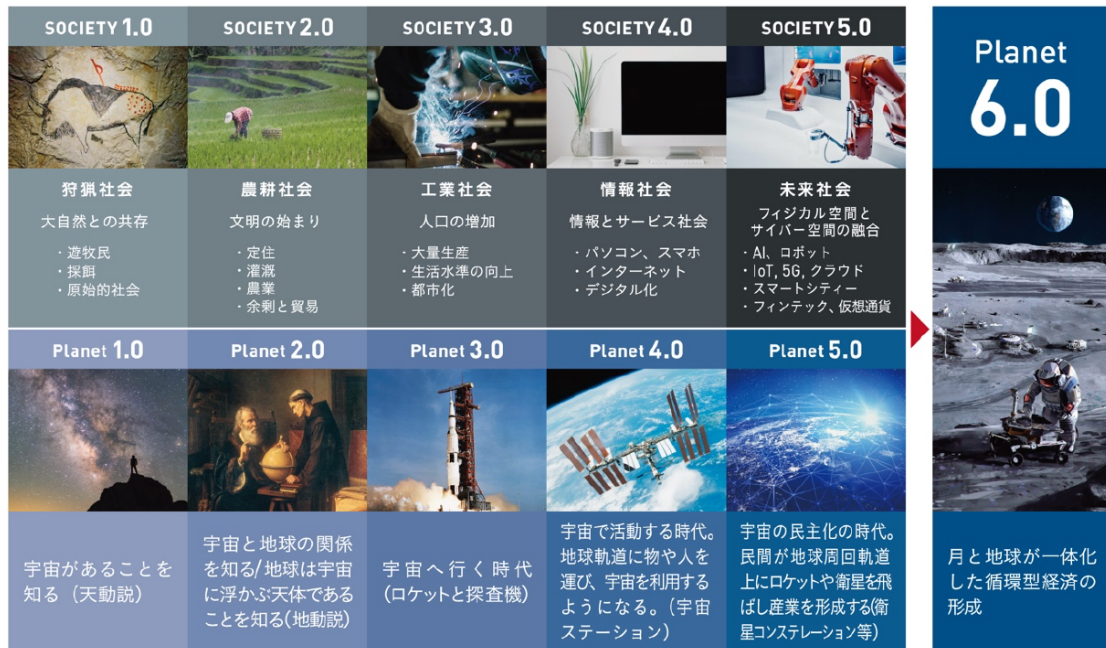 SOCIETY 1.0
狩猟社会
大自然との共存
・遊牧民
・採餌
・原始的社会
SOCIETY 2.0
農耕社会
文明の始まり
・定住
・灌漑
・農業
・余剰と貿易
SOCIETY 3.0
工業社会
人口の増加
・大量生産
・生活水準の向上
・都市化
SOCIETY 4.0
情報社会
情報とサービス社会
・パソコン、スマホ
・インターネット
・デジタル化
SOCIETY 5.0
未来社会
フィジカル空間と
サイバー空間の融合
・AI、ロボット
・IoT, 5G, クラウド
・スマートシティー
・フィンテック、仮想通貨
Planet 1.0
宇宙があることを
知る（天動説）
Planet 2.0
宇宙と地球の関係
を知る/地球は宇宙
に浮かぶ天体である
ことを知る(地動説)
Planet 3.0
宇宙へ行く時代
(ロケットと探査機)
Planet 4.0
宇宙で活動する時代。
地球軌道に物や人を
運び、宇宙を利用する
ようになる。(宇宙
ステーション)
Planet 5.0
宇宙の民主化の時代。
民間が地球周回軌道
上にロケットや衛星を飛
ばし産業を形成する(衛
星コンステレーション等)
Planet
6.0
月と地球が一体化
した循環型経済の
形成